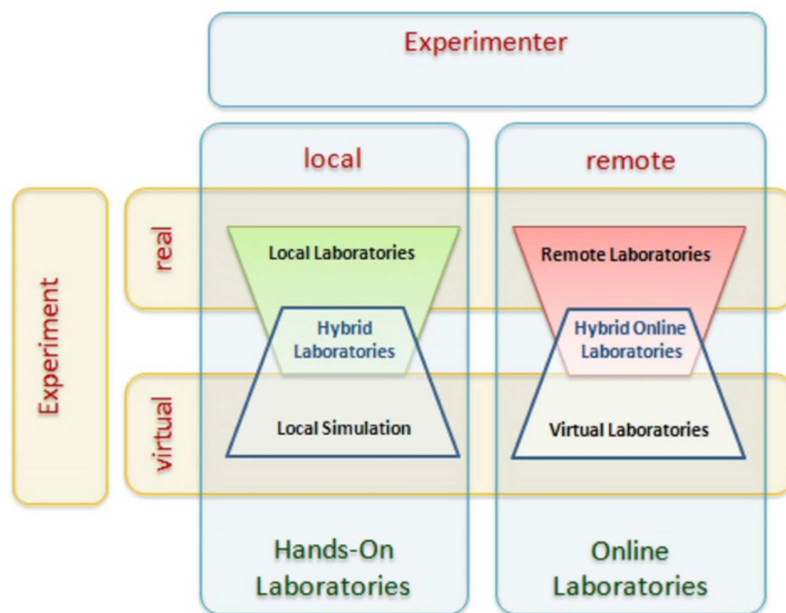 Experimenter
local
remote
Experiment
real
Local Laboratories
Remote Laboratories
Hybrid
Laboratories
Hybrid Online
Laboratories
virtual
Local Simulation
Virtual Laboratories
Hands-On
Laboratories
Online
Laboratories